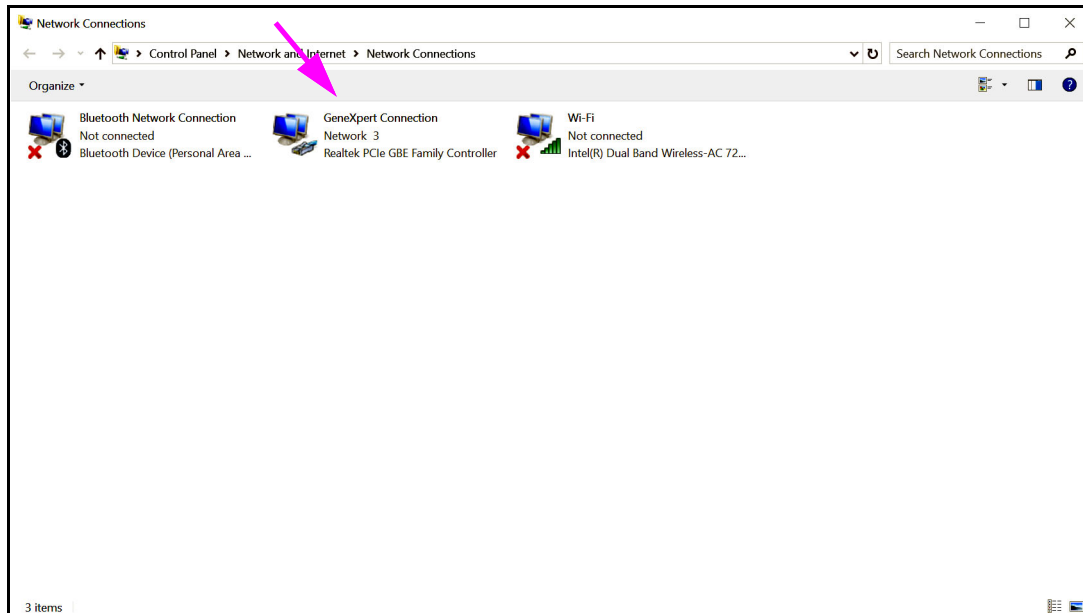 Network Connections
Control Panel > Network and Internet > Network Connections
Search Network Connections
Organize
Bluetooth Network Connection
Not connected
Bluetooth Device (Personal Area ...
GeneXpert Connection
Network 3
Realtek PCIe GBE Family Controller
Wi-Fi
Not connected
Intel(R) Dual Band Wireless-AC 72...
3 items